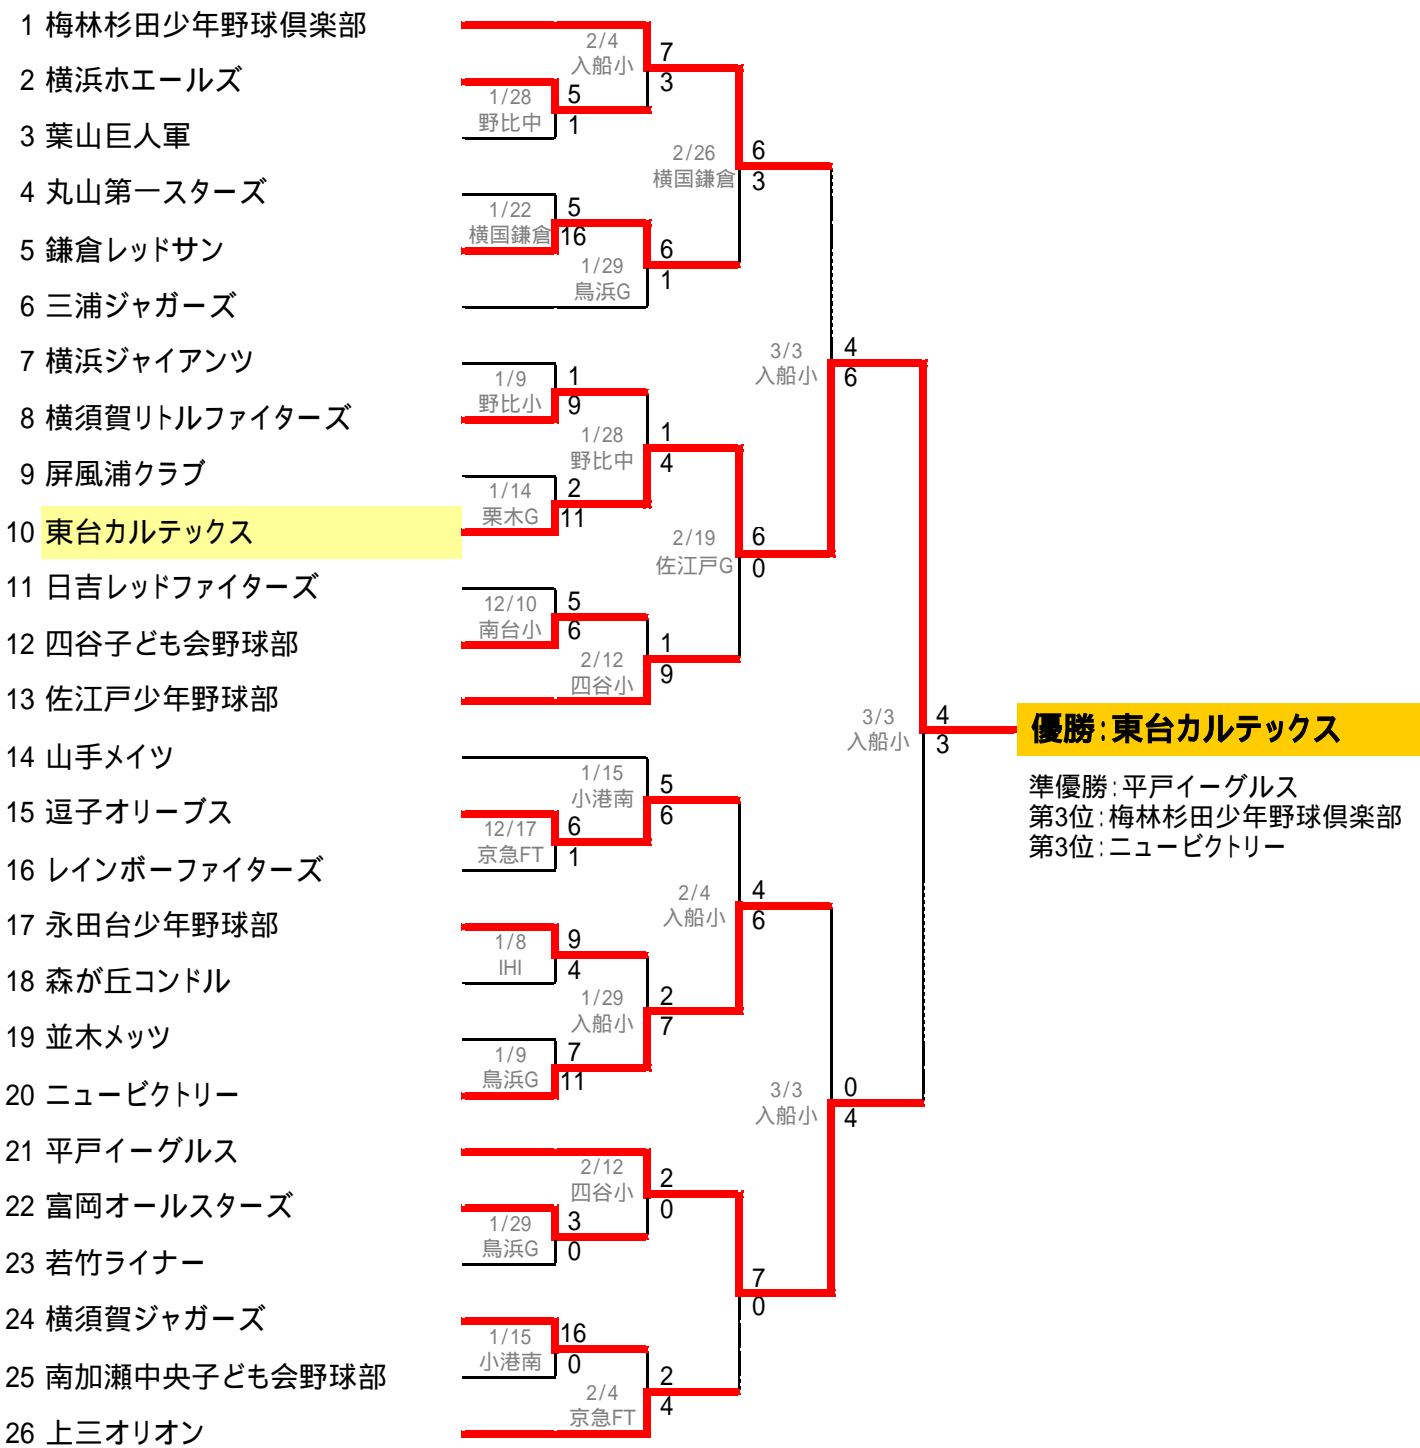 1 梅林杉田少年野球倶楽部
2/4
入船小
7
3
2 横浜ホエールズ
1/28
野比中
5
1
3 葉山巨人軍
2/26
横国鎌倉
6
3
4 丸山第一スターズ
1/22
横国鎌倉
5
16
5 鎌倉レッドサン
1/29
鳥浜G
6
1
6 三浦ジャガーズ
3/3
入船小
4
6
7 横浜ジャイアンツ
1/9
野比小
1
9
8 横須賀リトルファイターズ
1/28
野比中
1
4
9 屏風浦クラブ
1/14
栗木G
2
11
10 東台カルテックス
2/19
佐江戸G
6
0
11 日吉レッドファイターズ
12/10
南台小
5
6
12 四谷子ども会野球部
2/12
四谷小
1
9
13 佐江戸少年野球部
3/3
入船小
4
3
優勝:東台カルテックス
準優勝:平戸イーグルス
第3位:梅林杉田少年野球倶楽部
第3位:ニュービクトリー
14 山手メイツ
1/15
小港南
5
6
15 逗子オリーブス
12/17
京急FT
6
1
16 レインボーファイターズ
2/4
入船小
4
6
17 永田台少年野球部
1/8
IHI
9
4
18 森が丘コンドル
1/29
入船小
2
7
19 並木メッツ
1/9
鳥浜G
7
11
20 ニュービクトリー
3/3
入船小
0
4
21 平戸イーグルス
2/12
四谷小
2
0
22 富岡オールスターズ
1/29
鳥浜G
3
0
23 若竹ライナー
7
0
24 横須賀ジャガーズ
1/15
小港南
16
0
25 南加瀬中央子ども会野球部
2/4
京急FT
2
4
26 上三オリオン